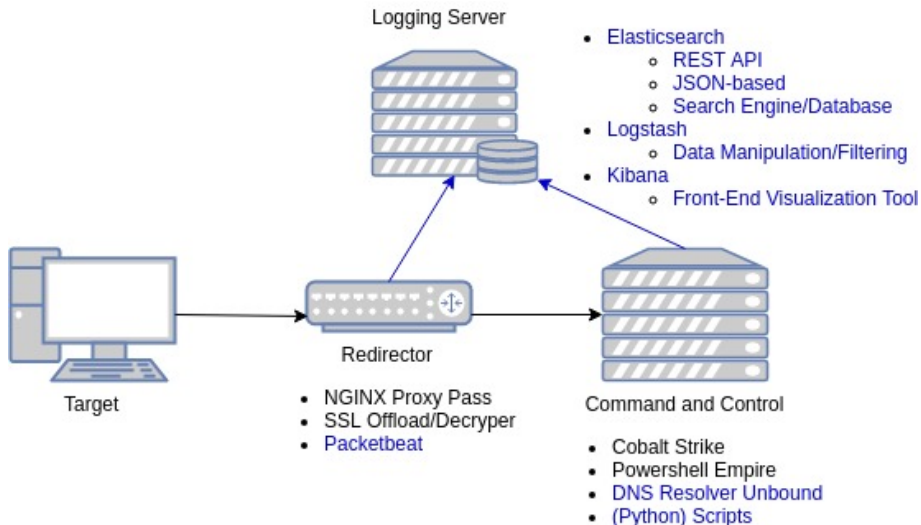 Logging Server
Elasticsearch
REST API
JSON-based
Search Engine/Database
Logstash
Data Manipulation/Filtering
Kibana
Front-End Visualization Tool
Target
Redirector
NGINX Proxy Pass
SSL Offload/Decryper
Packetbeat
Command and Control
Cobalt Strike
Powershell Empire
DNS Resolver Unbound
(Python) Scripts